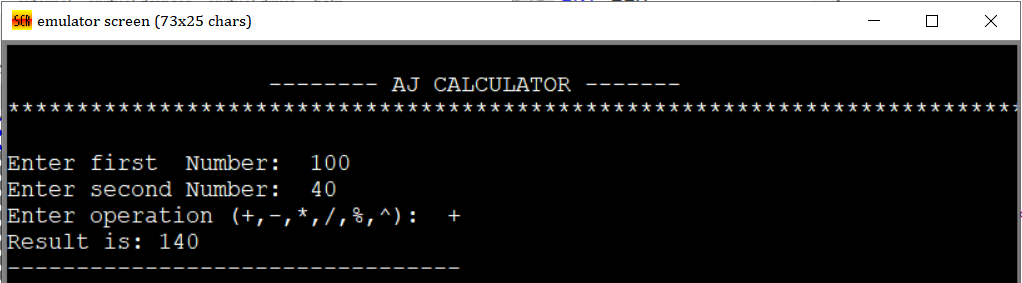 SCR emulator screen (73x25 chars)
-------- AJ CALCULATOR -------
**************************************************************************
Enter first  Number:  100
Enter second Number:  40
Enter operation (+,-,*,/,%,^):  +
Result is: 140
---------------------------------